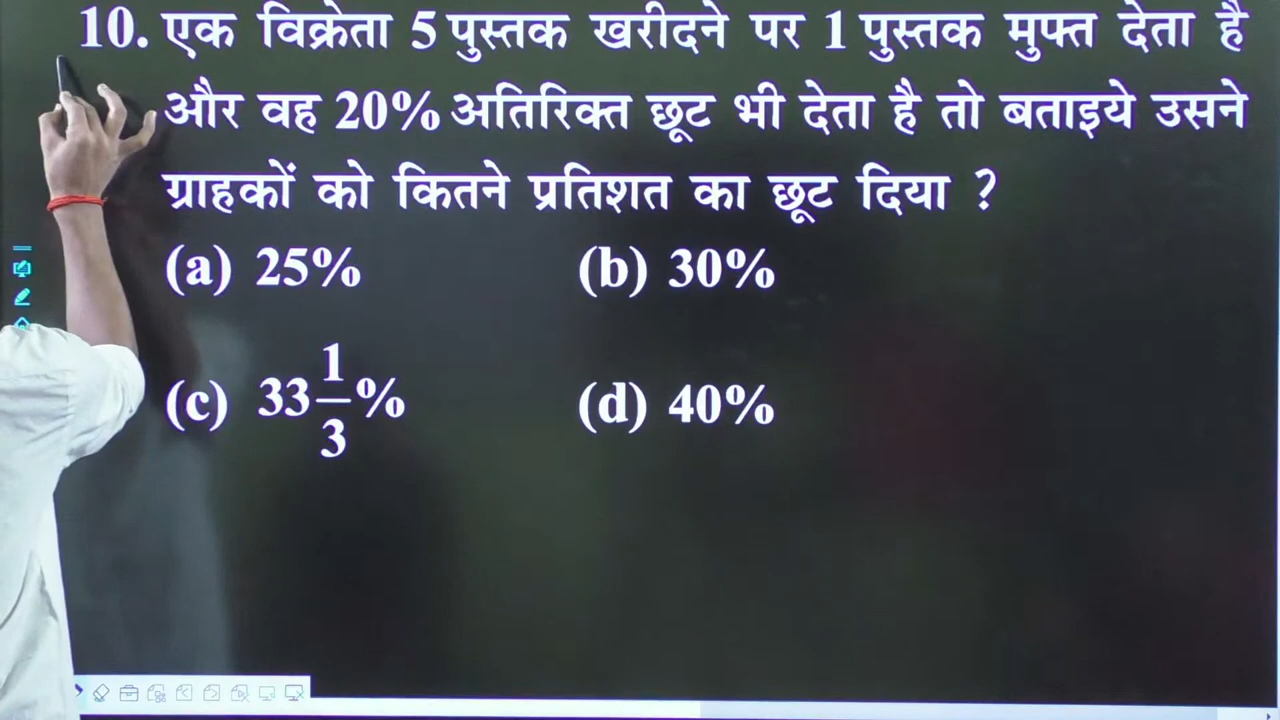 10. एक विक्रेता 5 पुस्तक खरीदने पर 1 पुस्तक मुफ्त देता है
और वह 20% अतिरिक्त छूट भी देता है तो बताइये उसने
ग्राहकों को कितने प्रतिशत का छूट दिया ?
(a) 25% (b) 30%
(c) 33 1/3 % (d) 40%